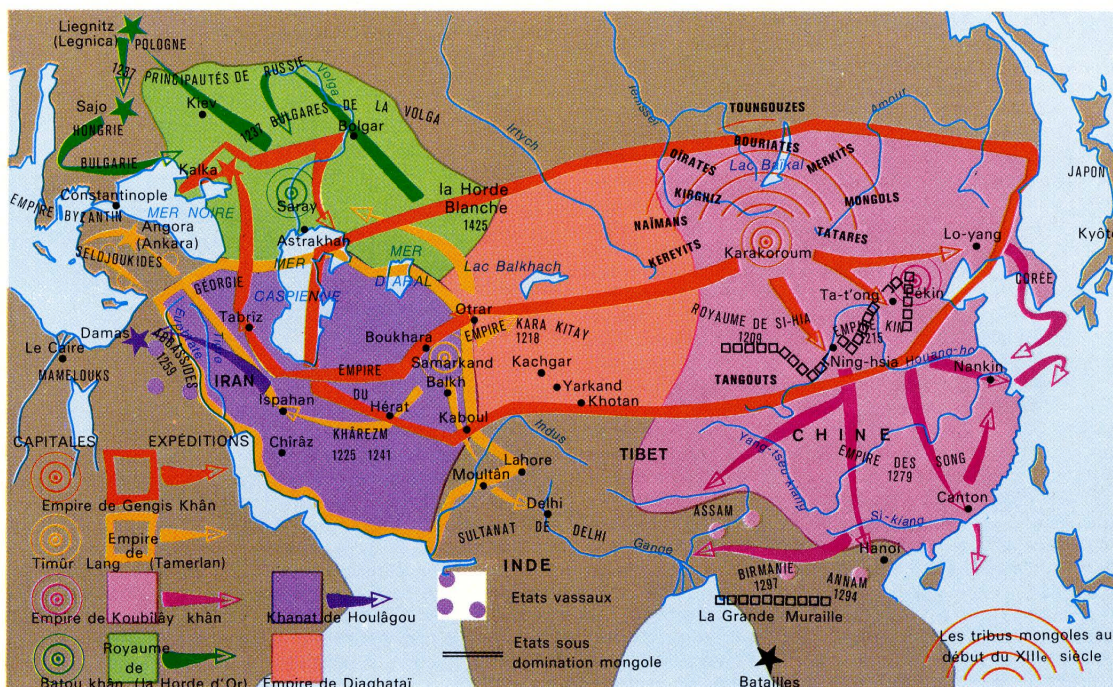 Liegnitz
(Legnica)
POLOGNE
1237
PRINCIPAUTÉS DE RUSSIE
Volga
Sajo
Kiev
1237
BULGARES DE LA VOLGA
Bolgar
HONGRIE
BULGARIE
Kalka
Constantinople
EMPIRE BYZANTIN
MER NOIRE
Angora
(Ankara)
SELDJOUKIDES
Saray
Astrakhan
la Horde
Blanche
1425
Irtych
Ienisseï
TOUNGOUZES
Amour
BOURIATES
OÏRATES
Lac Baïkal
MERKITS
KIRGHIZ
MONGOLS
NAÏMANS
TATARES
KEREYITS
Karakoroum
JAPON
Lo-yang
Kyôto
CORÉE
GÉORGIE
MER
CASPIENNE
MER
D'ARAL
Lac Balkhach
Ta-t'ong
Pékin
Tabriz
Otrar
Boukhara
EMPIRE KARA KITAY
1218
ROYAUME DE SI-HIA
1209
EMPIRE KIN
1215
Damas
Euphrate
Tigre
Le Caire
ABBASSIDES
1259
MAMELOUKS
IRAN
EMPIRE
DU
KHÂREZM
1225 1241
Samarkand
Balkh
Kachgar
Yarkand
Khotan
Ning-hsia
Houang-ho
TANGOUTS
Nankin
Ispahan
Hérat
Kaboul
Chirâz
Indus
Lahore
Moultân
Delhi
TIBET
CHINE
Yang-tseu kiang
EMPIRE DES SONG
1279
Canton
Si-kiang
SULTANAT DE DELHI
Gange
ASSAM
INDE
Hanoï
BIRMANIE
1297
ANNAM
1294
CAPITALES
EXPÉDITIONS
Empire de Gengis Khân
Empire
de
Timûr Lang (Tamerlan)
Empire de Koubilây khân
Khanat de Houlâgou
Royaume
de
Batou khân (la Horde d'Or)
Empire de Djaghataï
Etats vassaux
Etats sous
domination mongole
La Grande Muraille
Batailles
Les tribus mongoles au
début du XIIIe siècle